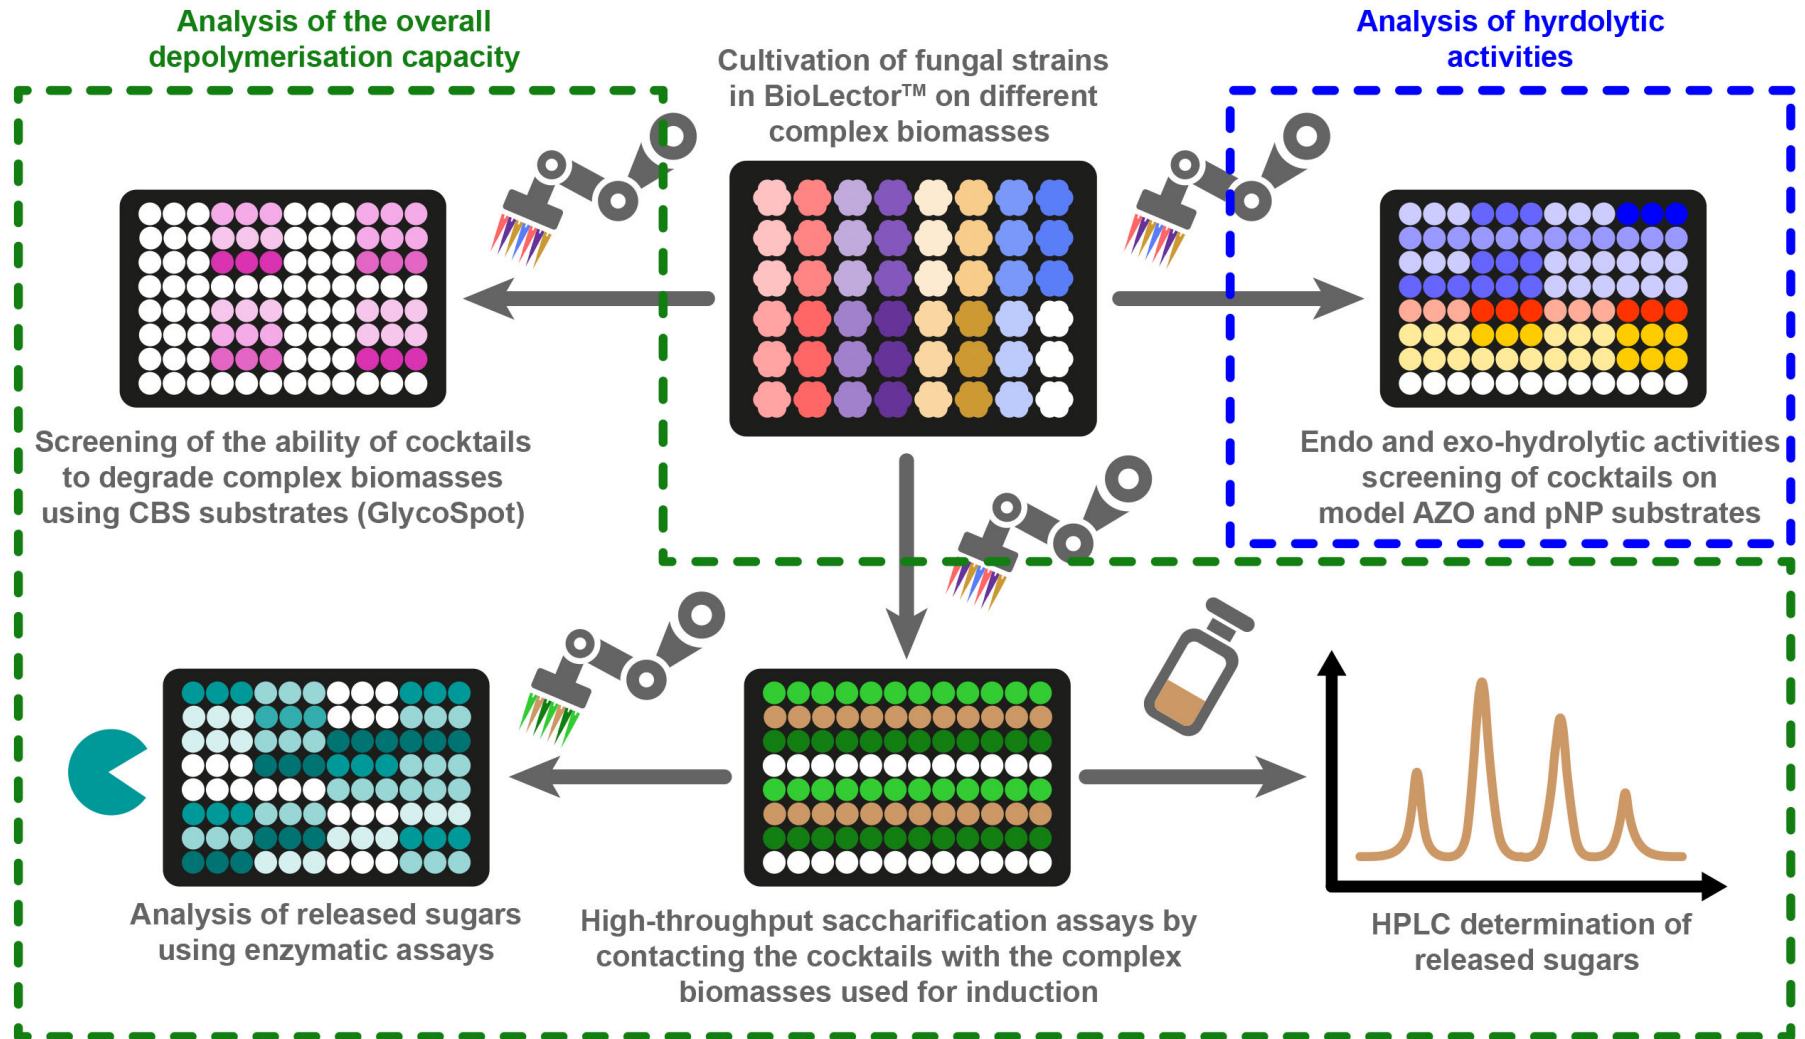 Analysis of the overall
depolymerisation capacity
Cultivation of fungal strains
in BioLector™ on different
complex biomasses
Analysis of hyrdolytic
activities
Screening of the ability of cocktails
to degrade complex biomasses
using CBS substrates (GlycoSpot)
Endo and exo-hydrolytic activities
screening of cocktails on
model AZO and pNP substrates
Analysis of released sugars
using enzymatic assays
High-throughput saccharification assays by
contacting the cocktails with the complex
biomasses used for induction
HPLC determination of
released sugars